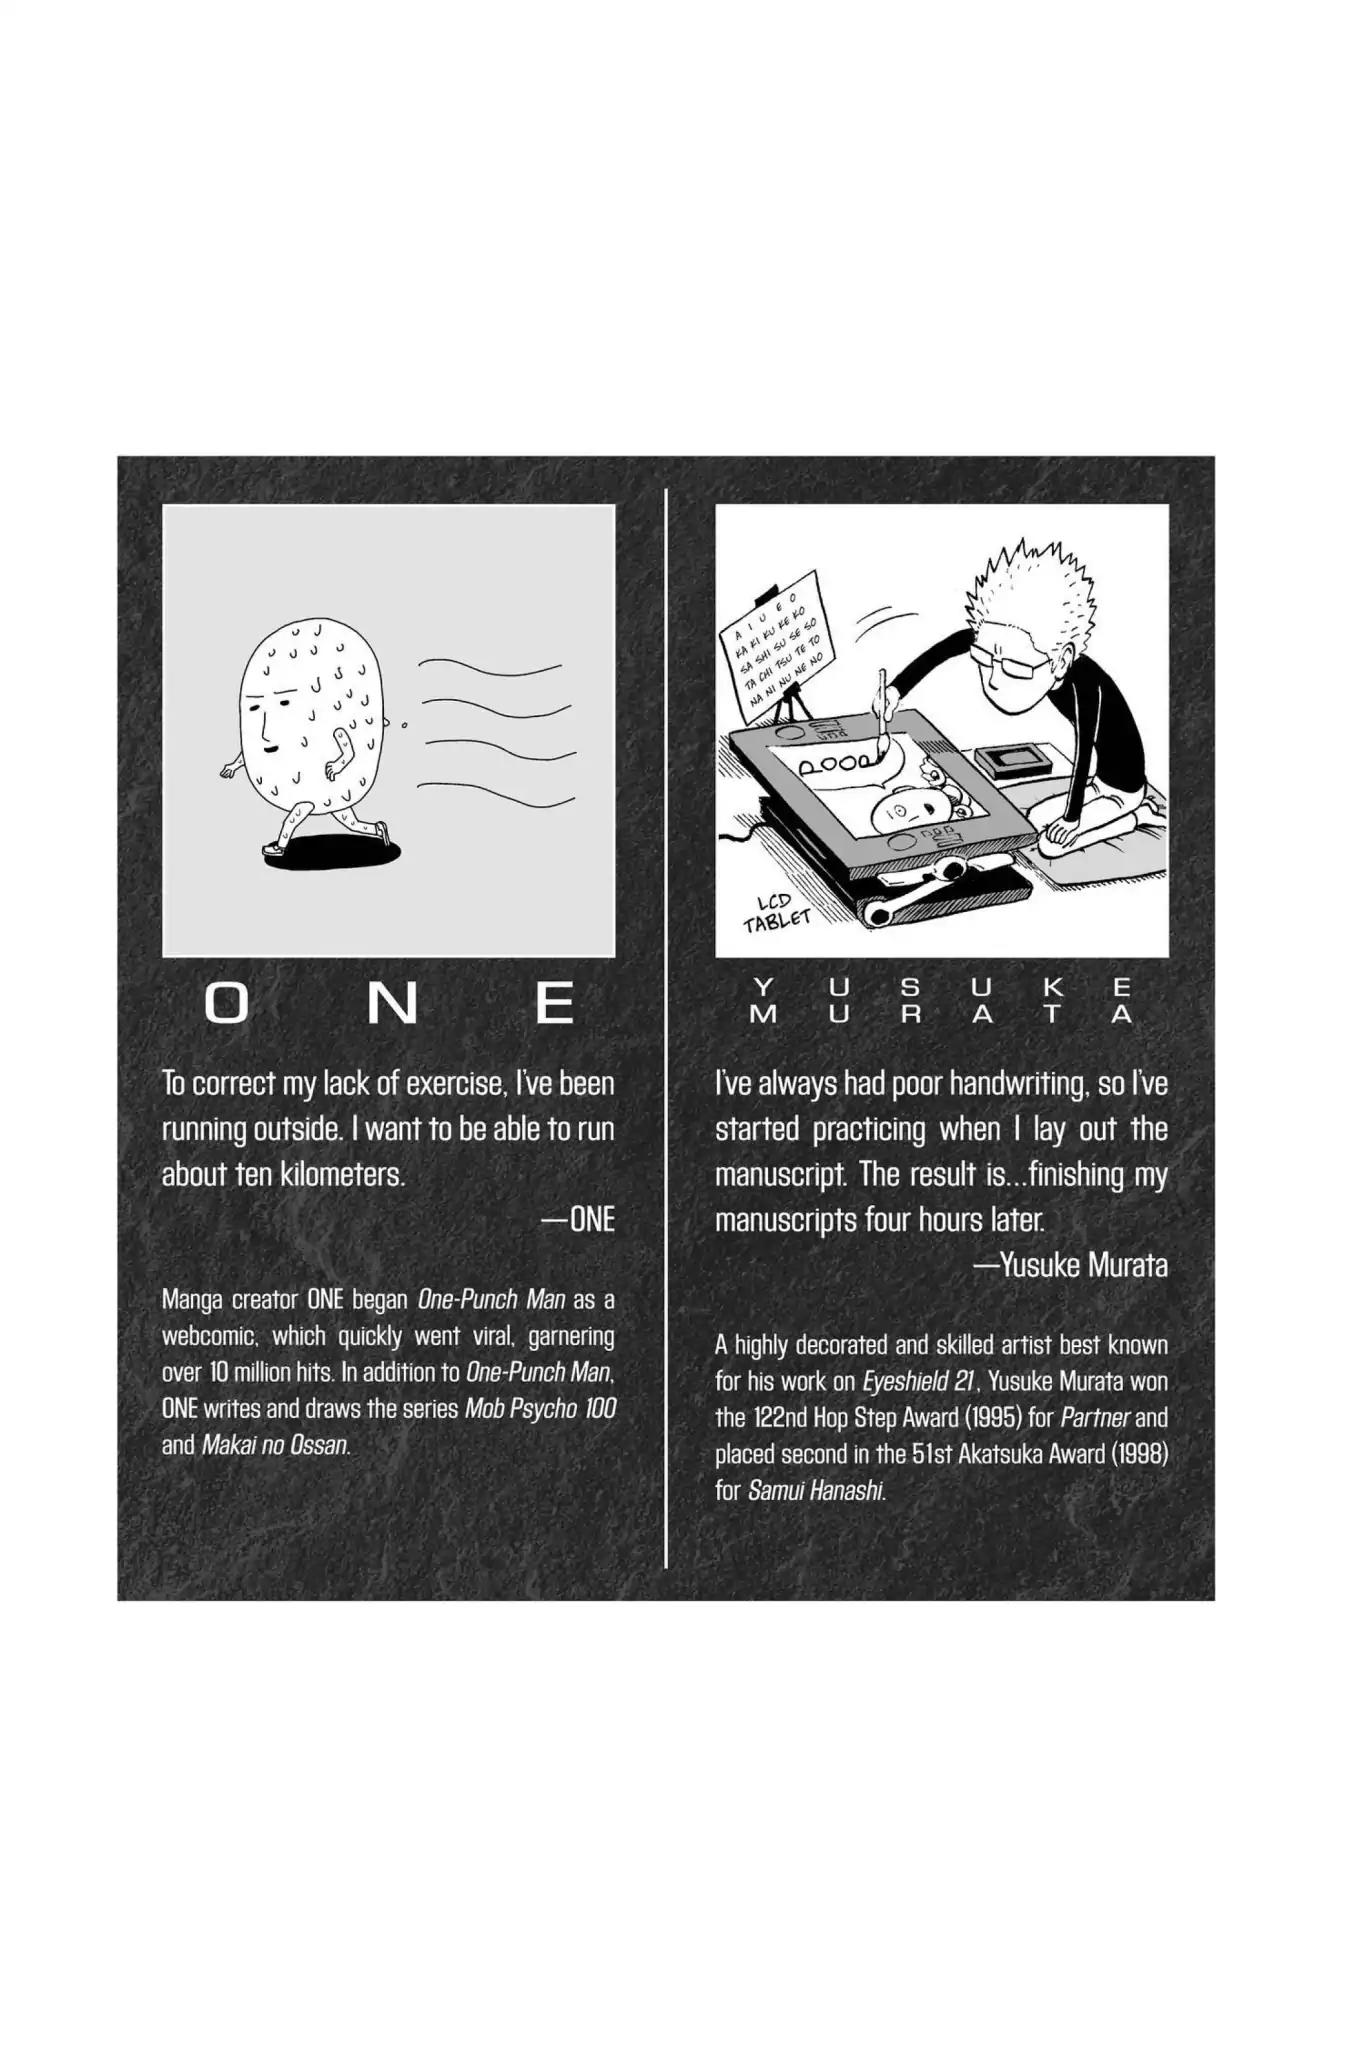 A I U E O
KA KI KU KE KO
SA SHI SU SE SO
TA CHI TSU TE TO
NA NI NU NE NO
POOP
LCD
TABLET
ONE
To correct my lack of exercise, I've been
running outside. I want to be able to run
about ten kilometers.
—ONE
Manga creator ONE began One-Punch Man as a
webcomic, which quickly went viral, garnering
over 10 million hits. In addition to One-Punch Man,
ONE writes and draws the series Mob Psycho 100
and Makai no Ossan.
YUSUKE
MURATA
I've always had poor handwriting, so I've
started practicing when I lay out the
manuscript. The result is...finishing my
manuscripts four hours later.
—Yusuke Murata
A highly decorated and skilled artist best known
for his work on Eyeshield 21, Yusuke Murata won
the 122nd Hop Step Award (1995) for Partner and
placed second in the 51st Akatsuka Award (1998)
for Samui Hanashi.